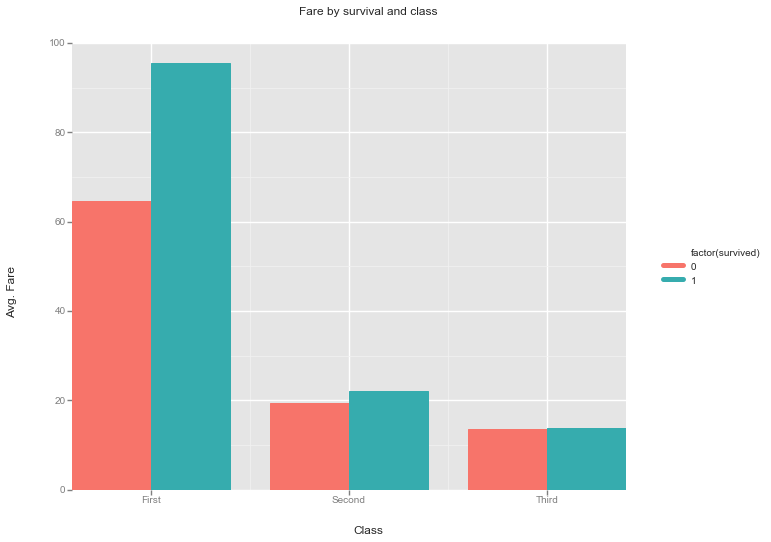 Fare by survival and class
100
80
60
40
20
0
Avg. Fare
First Second Third
Class
factor(survived)
0
1